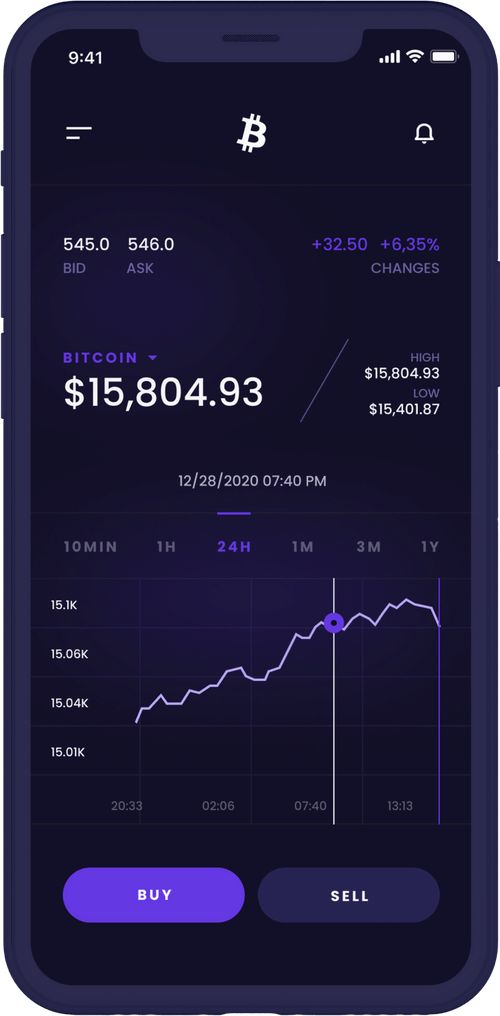 9:41
545.0 546.0 +32.50 +6,35%
BID ASK CHANGES
BITCOIN
$15,804.93
HIGH
$15,804.93
LOW
$15,401.87
12/28/2020 07:40 PM
10MIN 1H 24H 1M 3M 1Y
15.1K
15.06K
15.04K
15.01K
20:33 02:06 07:40 13:13
BUY SELL